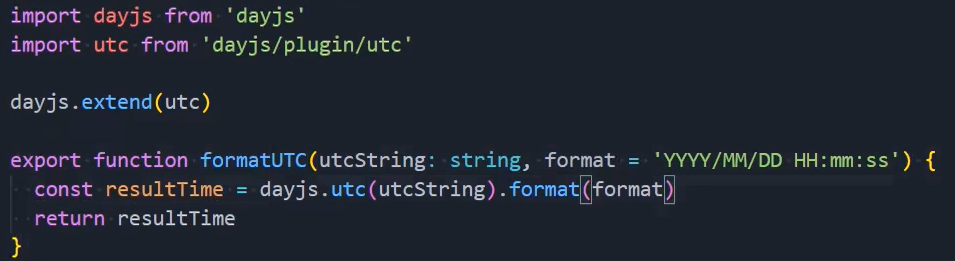 import dayjs from 'dayjs'
import utc from 'dayjs/plugin/utc'

dayjs.extend(utc)

export function formatUTC(utcString: string, format = 'YYYY/MM/DD HH:mm:ss') {
  const resultTime = dayjs.utc(utcString).format(format)
  return resultTime
}